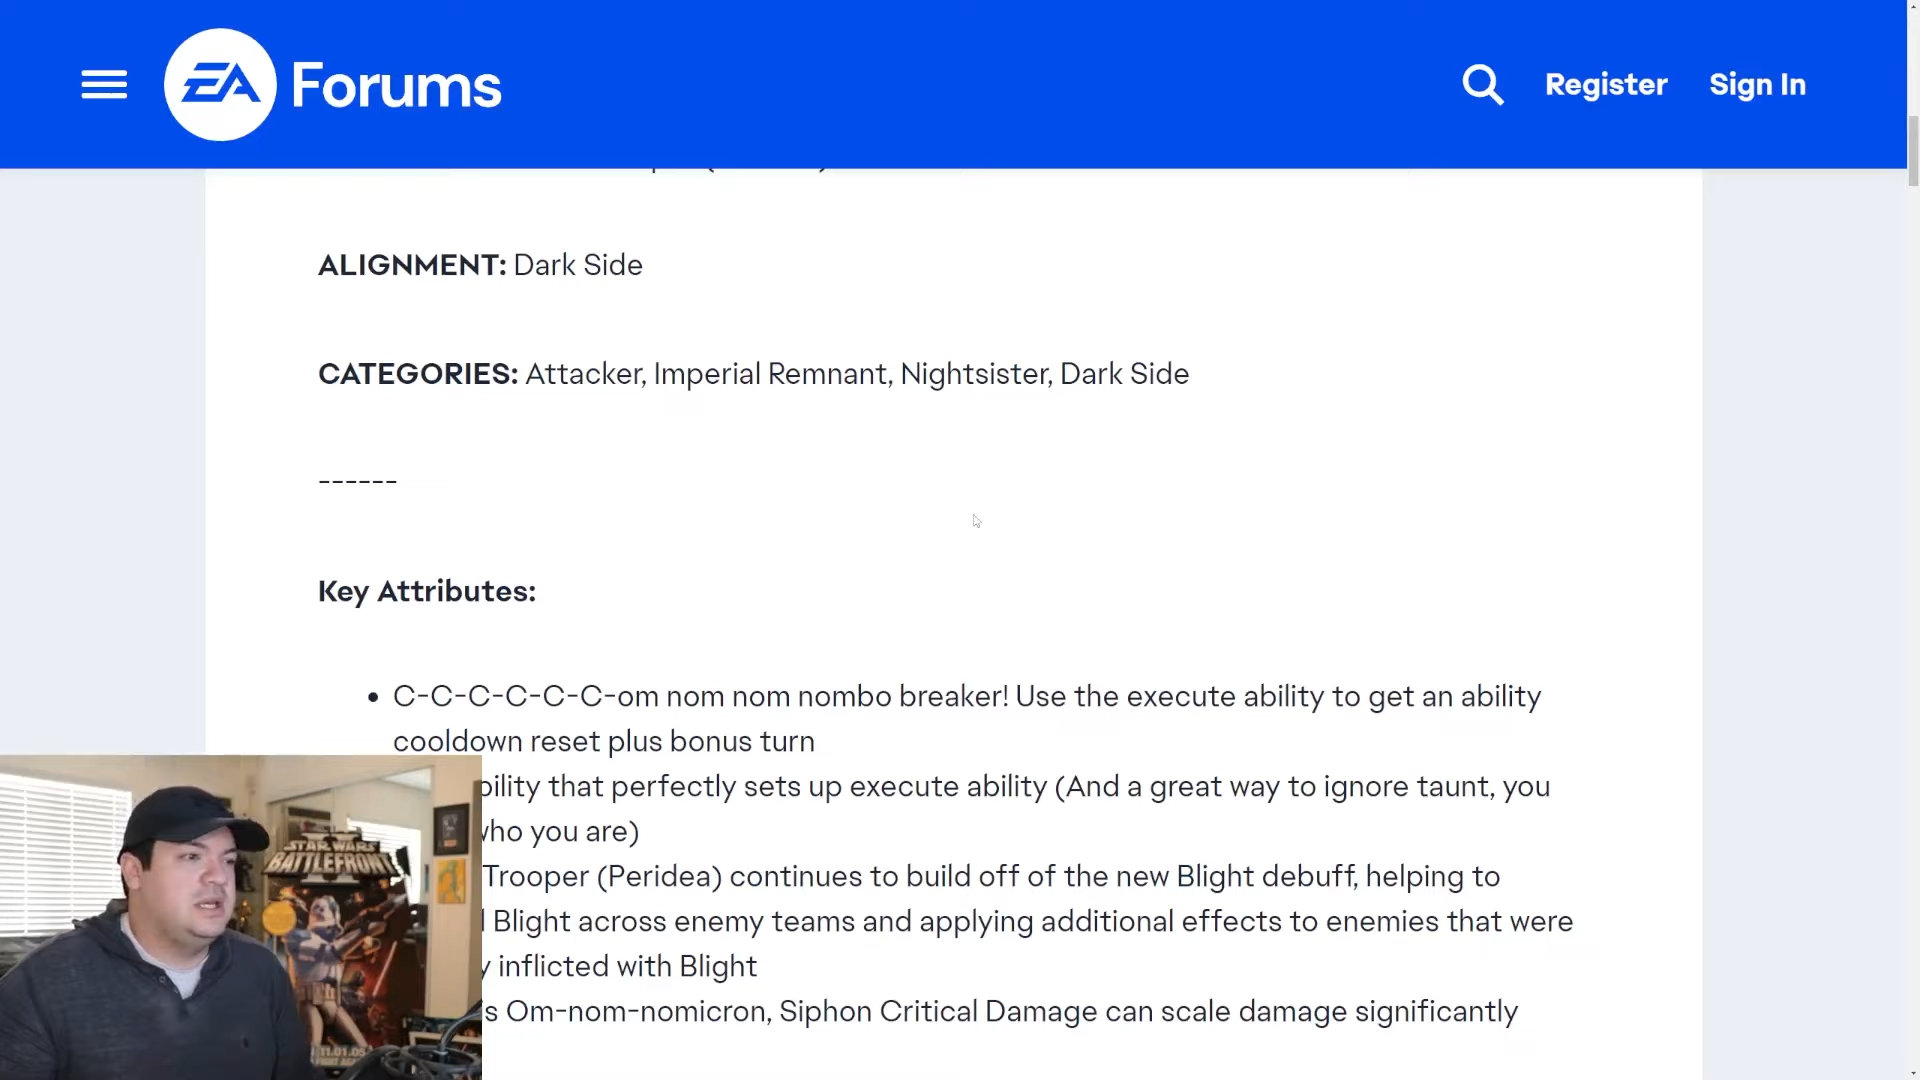 EA Forums
Register
Sign In
ALIGNMENT: Dark Side
CATEGORIES: Attacker, Imperial Remnant, Nightsister, Dark Side
------
Key Attributes:
• C-C-C-C-C-C-om nom nom nombo breaker! Use the execute ability to get an ability
cooldown reset plus bonus turn
that perfectly sets up execute ability (And a great way to ignore taunt, you
who you are)
Trooper (Peridea) continues to build off of the new Blight debuff, helping to
Blight across enemy teams and applying additional effects to enemies that were
inflicted with Blight
Om-nom-nomicron, Siphon Critical Damage can scale damage significantly
STAR WARS
BATTLEFRONT
11.01.05